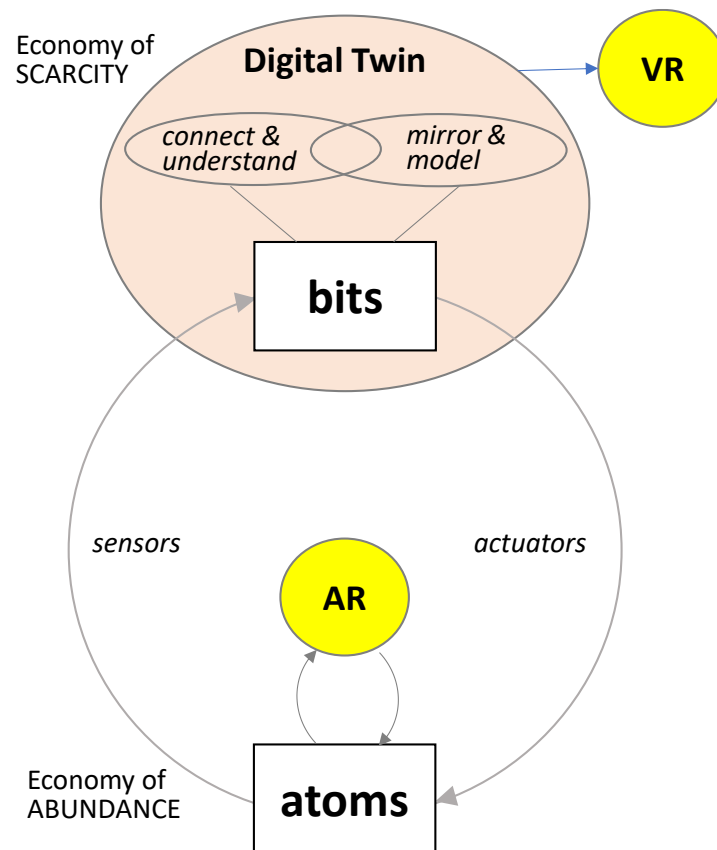 Economy of
SCARCITY
Digital Twin
VR
connect &
understand
mirror &
model
bits
sensors
actuators
AR
Economy of
ABUNDANCE
atoms